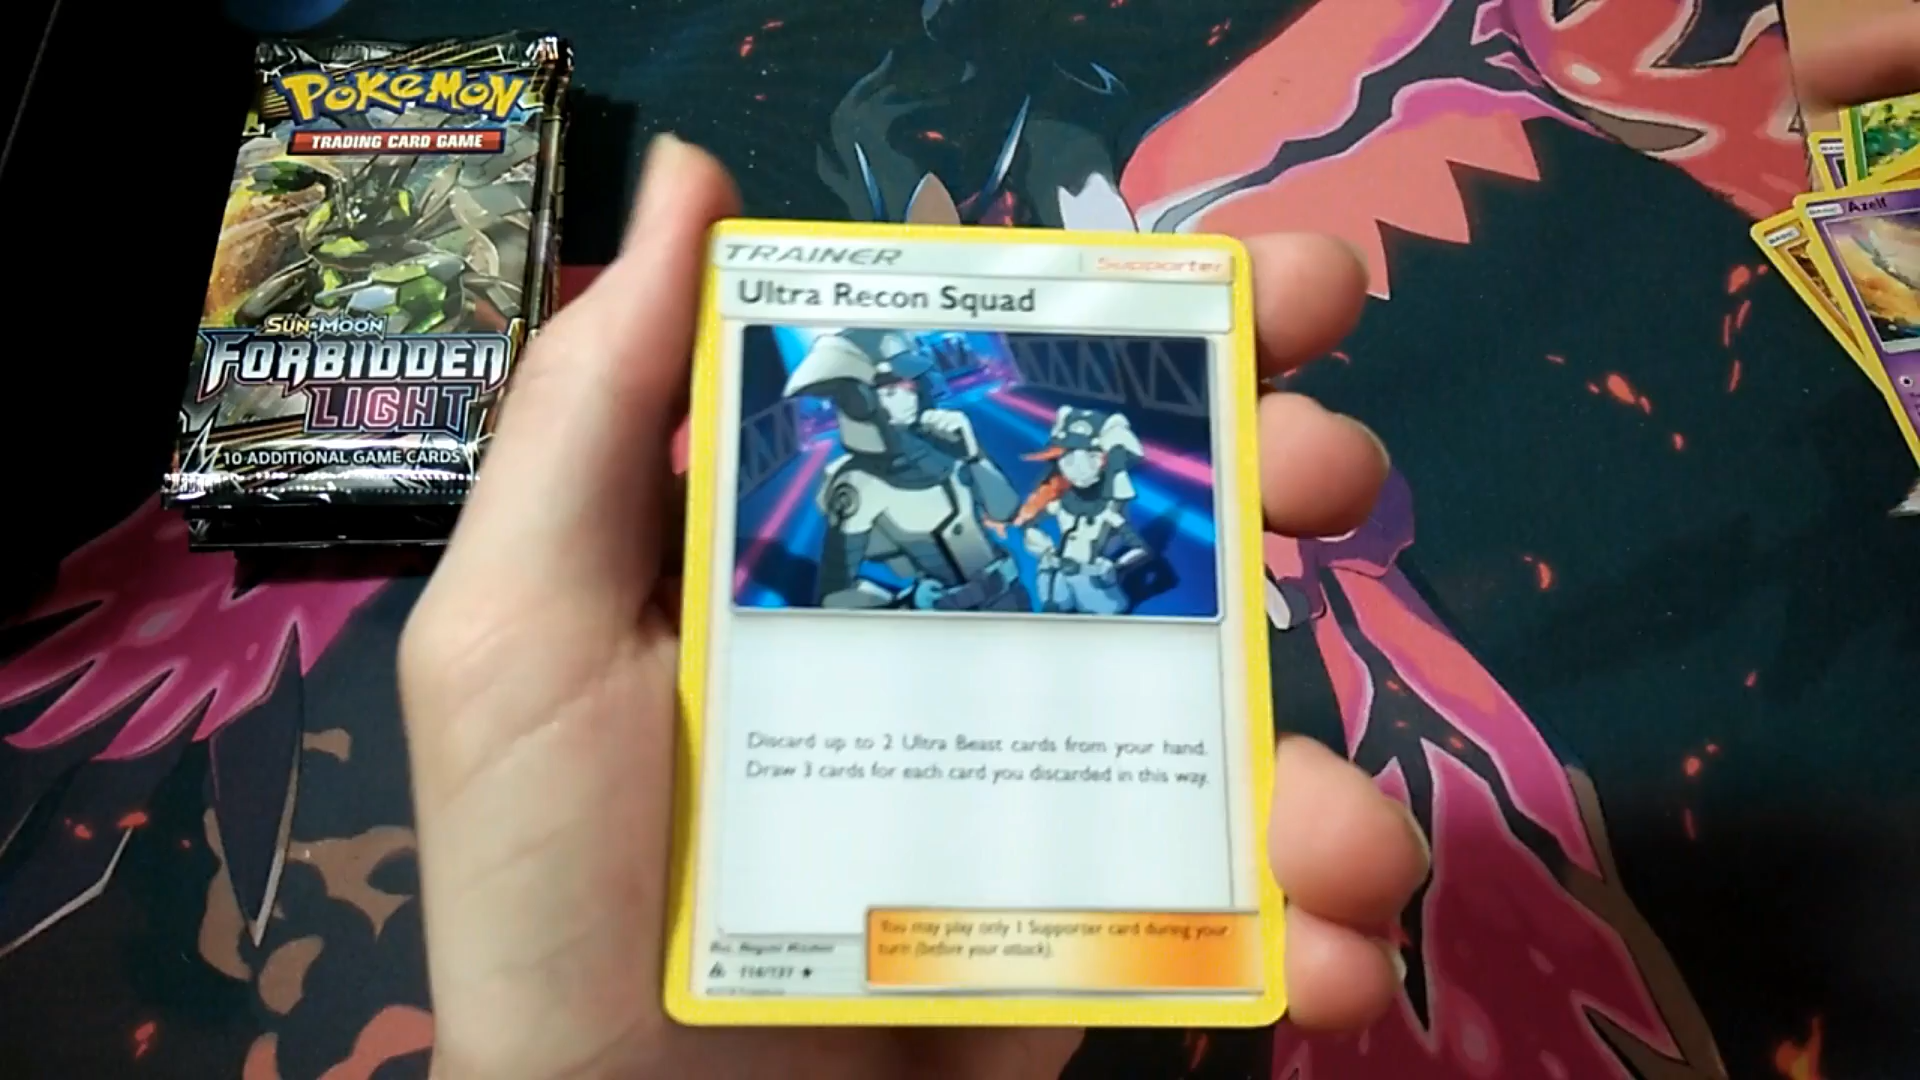 POKéMON
TRADING CARD GAME
SUN & MOON
FORBIDDEN
LIGHT
10 ADDITIONAL GAME CARDS
TRAINER
Supporter
Ultra Recon Squad
Discard up to 2 Ultra Beast cards from your hand.
Draw 3 cards for each card you discarded in this way.
You may play only 1 Supporter card during your
turn (before your attack).
BASIC
Azelf